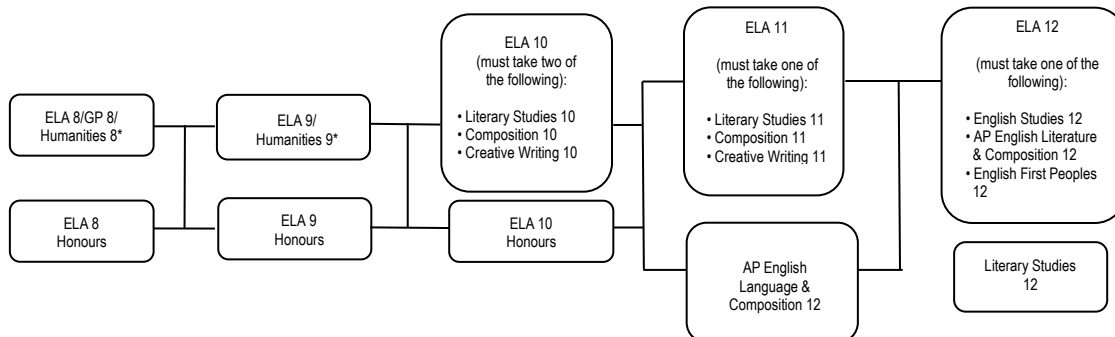 ELA 8/GP 8/
Humanities 8*
ELA 8
Honours
ELA 9/
Humanities 9*
ELA 9
Honours
ELA 10
(must take two of
the following):
• Literary Studies 10
• Composition 10
• Creative Writing 10
ELA 10
Honours
ELA 11
(must take one of
the following):
• Literary Studies 11
• Composition 11
• Creative Writing 11
AP English
Language &
Composition 12
ELA 12
(must take one of the
following):
• English Studies 12
• AP English Literature
& Composition 12
• English First Peoples
12
Literary Studies
12